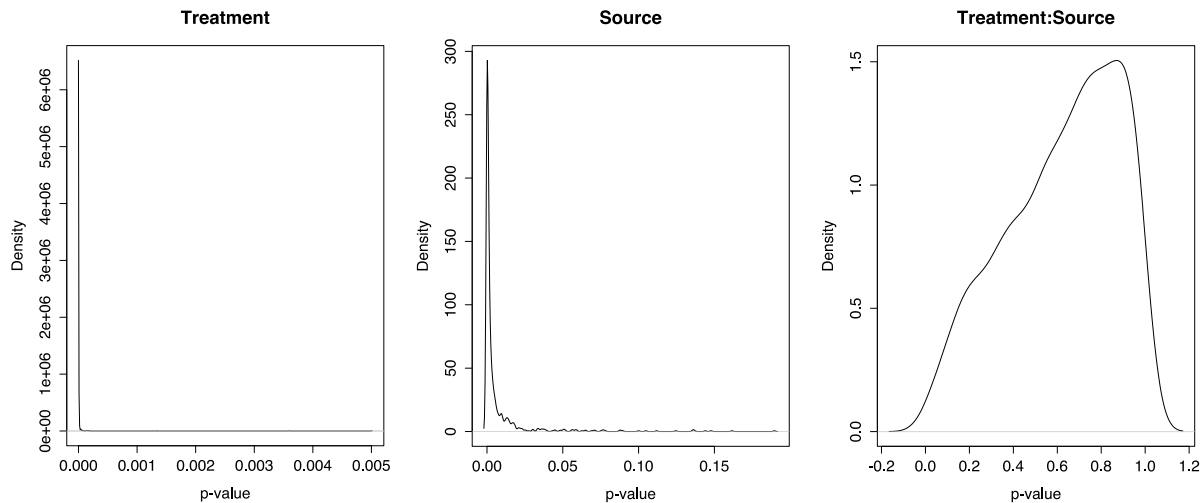 Treatment
Density
0e+00 1e+06 2e+06 3e+06 4e+06 5e+06 6e+06
0.000 0.001 0.002 0.003 0.004 0.005
p-value
Source
Density
0 50 100 150 200 250 300
0.00 0.05 0.10 0.15
p-value
Treatment:Source
Density
0.0 0.5 1.0 1.5
-0.2 0.0 0.2 0.4 0.6 0.8 1.0 1.2
p-value